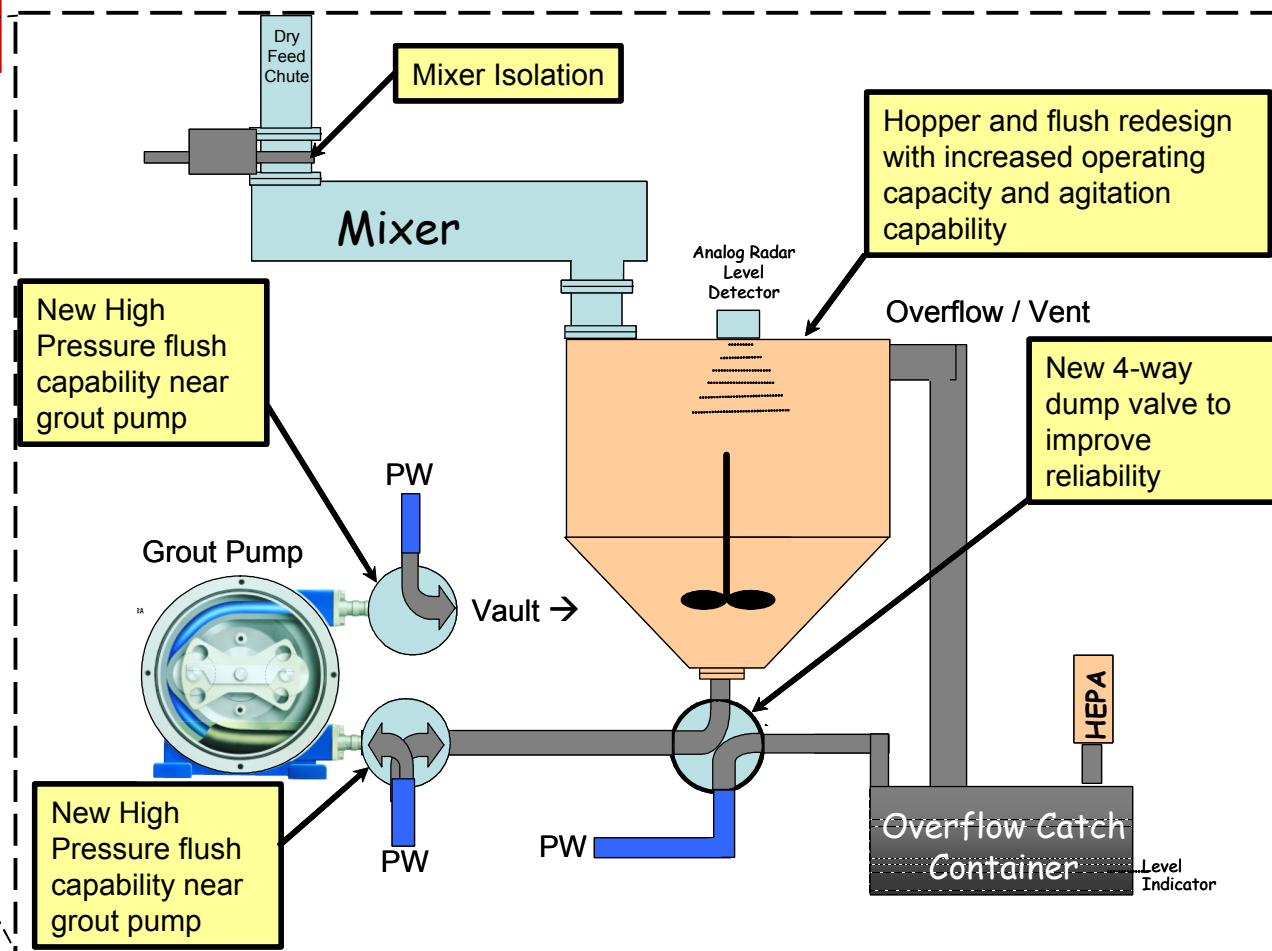 Dry
Feed
Chute
Mixer Isolation
Hopper and flush redesign
with increased operating
capacity and agitation
capability
Mixer
Analog Radar
Level
Detector
Overflow / Vent
New High
Pressure flush
capability near
grout pump
New 4-way
dump valve to
improve
reliability
PW
Grout Pump
Vault →
HEPA
New High
Pressure flush
capability near
grout pump
PW
PW
Overflow Catch
Container
Level
Indicator